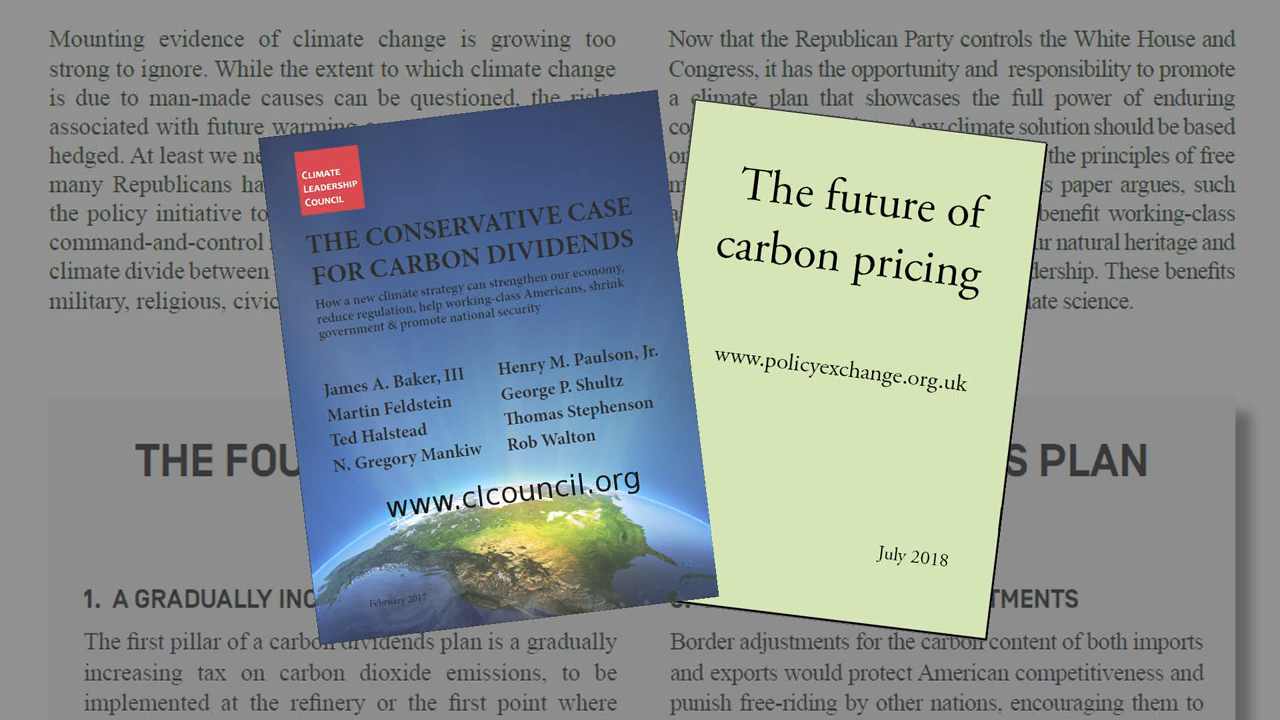 Mounting evidence of climate change is growing too
strong to ignore. While the extent to which climate change
is due to man-made causes can be questioned, the risks
associated with future warming
hedged. At least we
many Republicans
the policy initiative to
command-and-control
climate divide between
military, religious,
Now that the Republican Party controls the White House and
Congress, it has the opportunity and responsibility to promote
a climate plan that showcases the full power of enduring
Any climate solution should be based
the principles of free
paper argues, such
benefit working-class
natural heritage and
These benefits
science.
CLIMATE
LEADERSHIP
COUNCIL
THE CONSERVATIVE CASE
FOR CARBON DIVIDENDS
How a new climate strategy can strengthen our economy,
reduce regulation, help working-class Americans, shrink
government & promote national security
James A. Baker, III
Martin Feldstein
Ted Halstead
N. Gregory Mankiw
Henry M. Paulson, Jr.
George P. Shultz
Thomas Stephenson
Rob Walton
www.clcouncil.org
February 2017
The future of
carbon pricing
www.policyexchange.org.uk
July 2018
THE
PLAN
1. A GRADUALLY
The first pillar of a carbon dividends plan is a gradually
increasing tax on carbon dioxide emissions, to be
implemented at the refinery or the first point where
Border adjustments for the carbon content of both imports
and exports would protect American competitiveness and
punish free-riding by other nations, encouraging them to